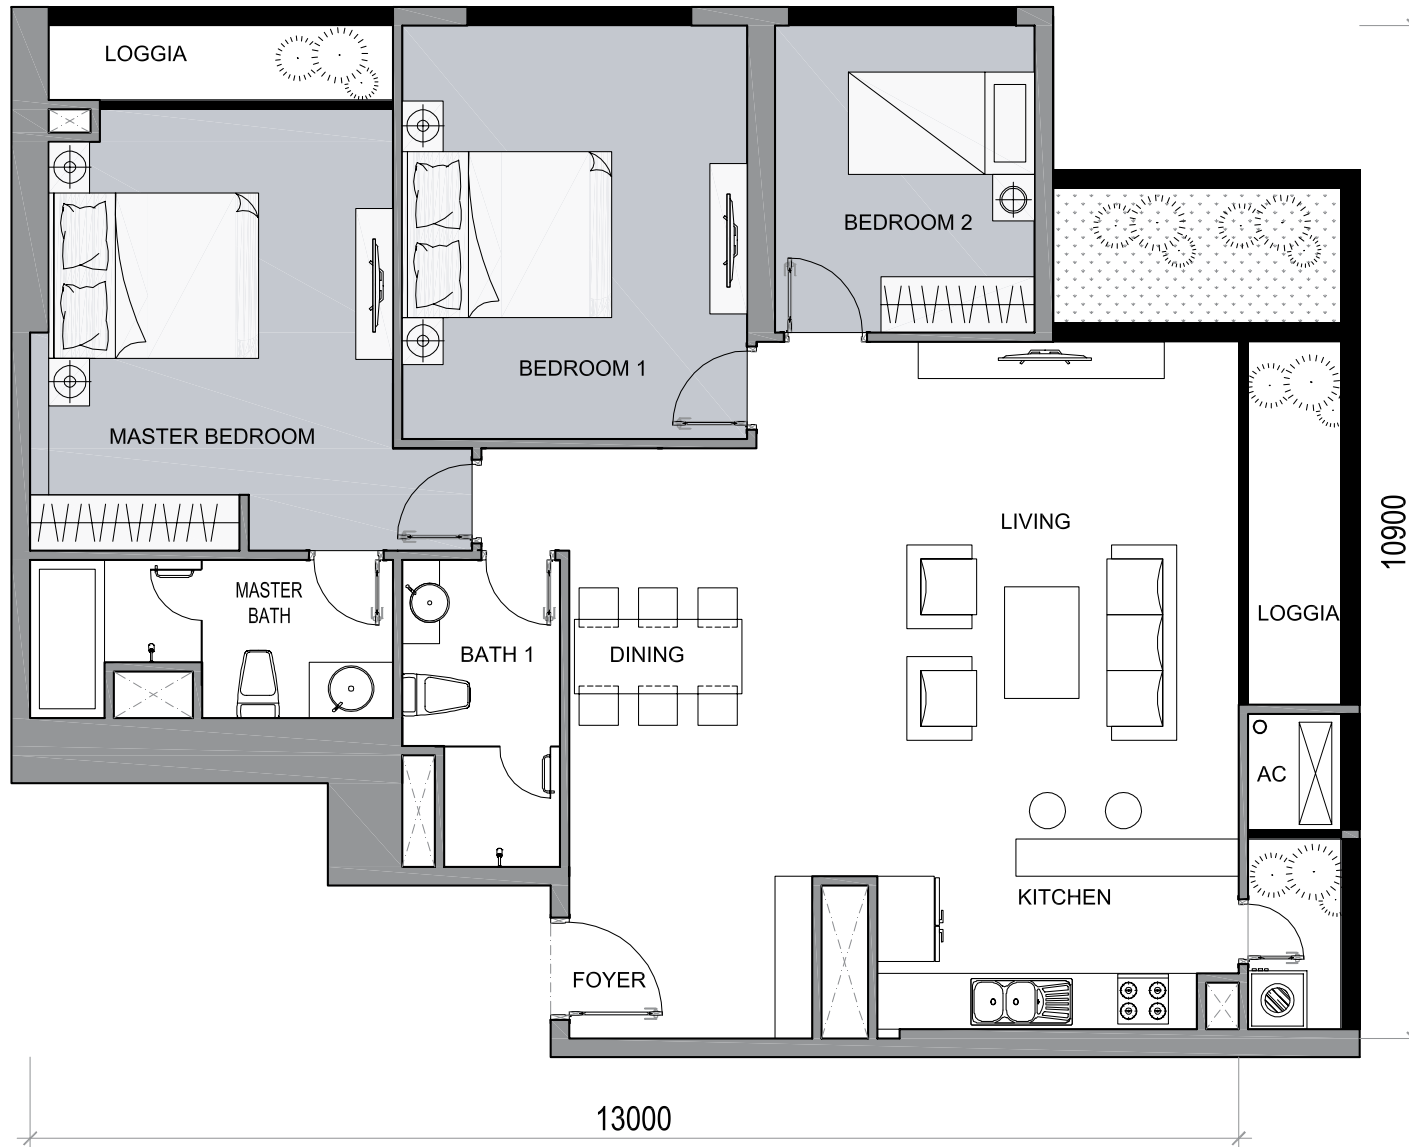 LOGGIA
BEDROOM 2
BEDROOM 1
MASTER BEDROOM
LIVING
10900
MASTER
BATH
LOGGIA
BATH 1
DINING
AC
KITCHEN
FOYER
13000